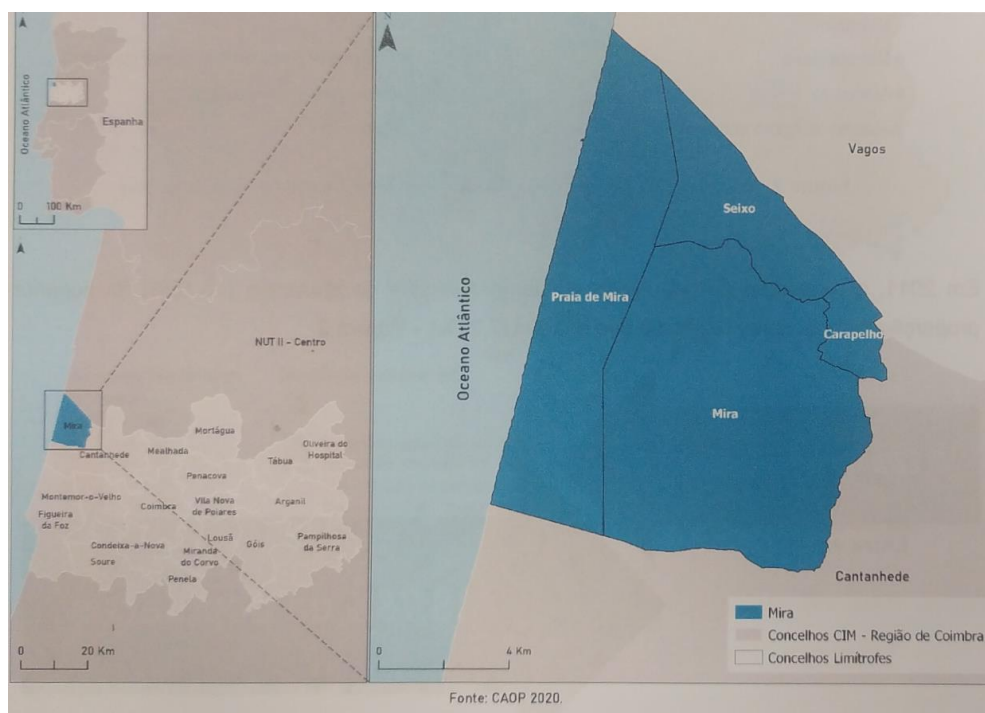 Oceano Atlântico
Espanha
0 100 Km
NUT II - Centro
Mira
Cantanhede
Mealhada
Mortágua
Oliveira do
Hospital
Tábua
Penacova
Montemor-o-Velho
Figueira
da Foz
Coimbra
Vila Nova
de Poiares
Arganil
Lousã
Góis
Pampilhosa
da Serra
Condeixa-a-Nova
Miranda
do Corvo
Soure
Penela
0 20 Km
Vagos
Seixo
Praia de Mira
Carapelho
Mira
Oceano Atlântico
Cantanhede
0 4 Km
Mira
Concelhos CIM - Região de Coimbra
Concelhos Limítrofes
Fonte: CAOP 2020.